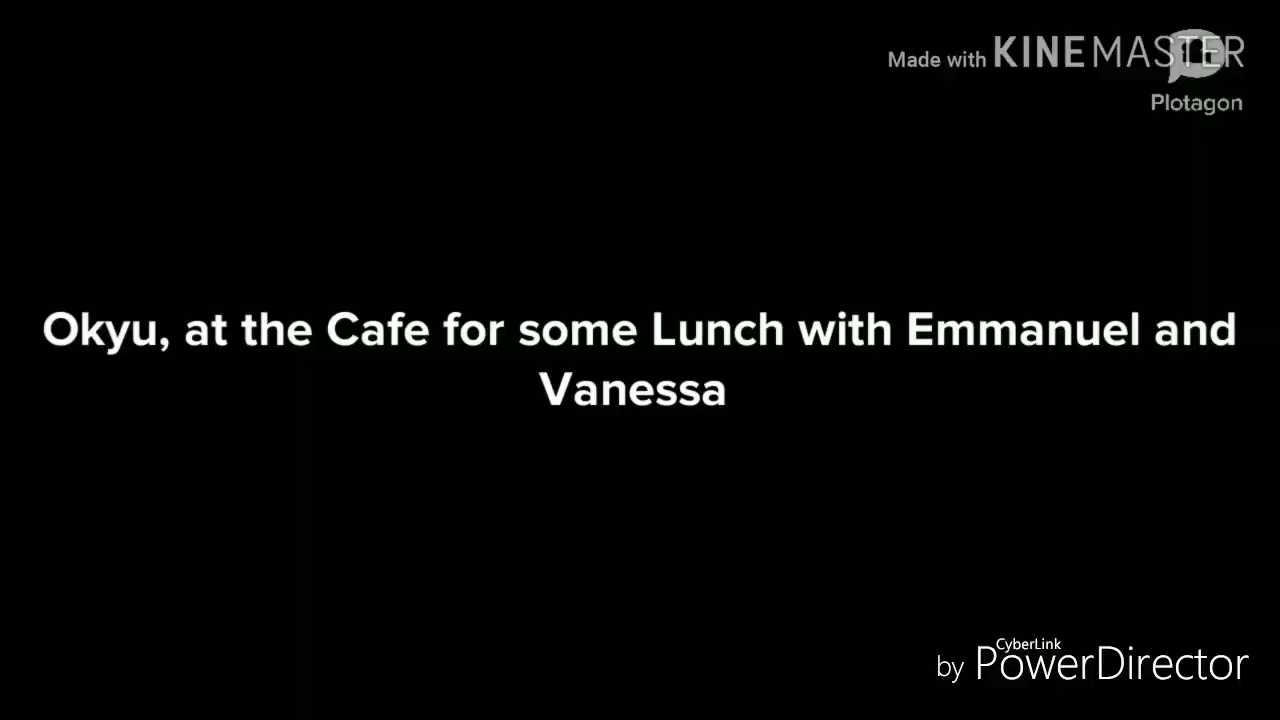 Made with KINEMASTER
Plotagon
Okyu, at the Cafe for some Lunch with Emmanuel and
Vanessa
CyberLink
by PowerDirector